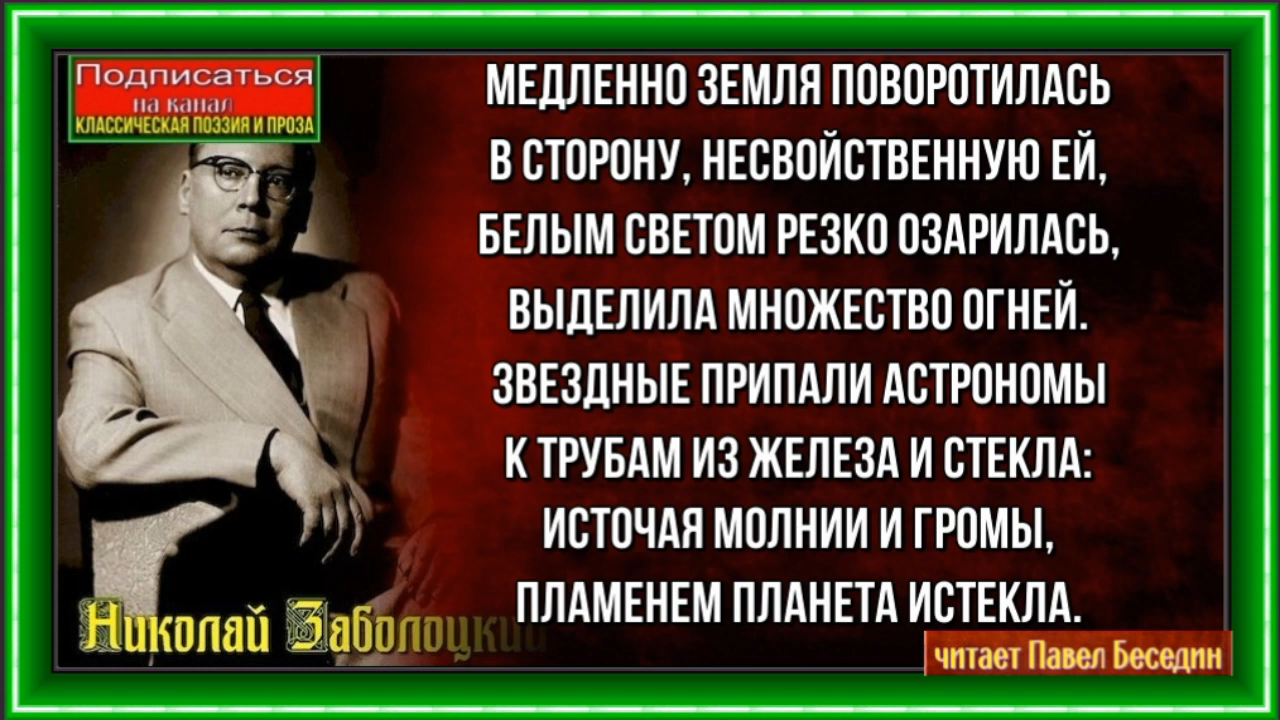 Подписаться
на канал
КЛАССИЧЕСКАЯ ПОЭЗИЯ И ПРОЗА
МЕДЛЕННО ЗЕМЛЯ ПОВОРОТИЛАСЬ
В СТОРОНУ, НЕСВОЙСТВЕННУЮ ЕЙ,
БЕЛЫМ СВЕТОМ РЕЗКО ОЗАРИЛАСЬ,
ВЫДЕЛИЛА МНОЖЕСТВО ОГНЕЙ.
ЗВЕЗДНЫЕ ПРИПАЛИ АСТРОНОМЫ
К ТРУБАМ ИЗ ЖЕЛЕЗА И СТЕКЛА:
ИСТОЧАЯ МОЛНИИ И ГРОМЫ,
ПЛАМЕНЕМ ПЛАНЕТА ИСТЕКЛА.
Николай Заболоцкий
читает Павел Беседин